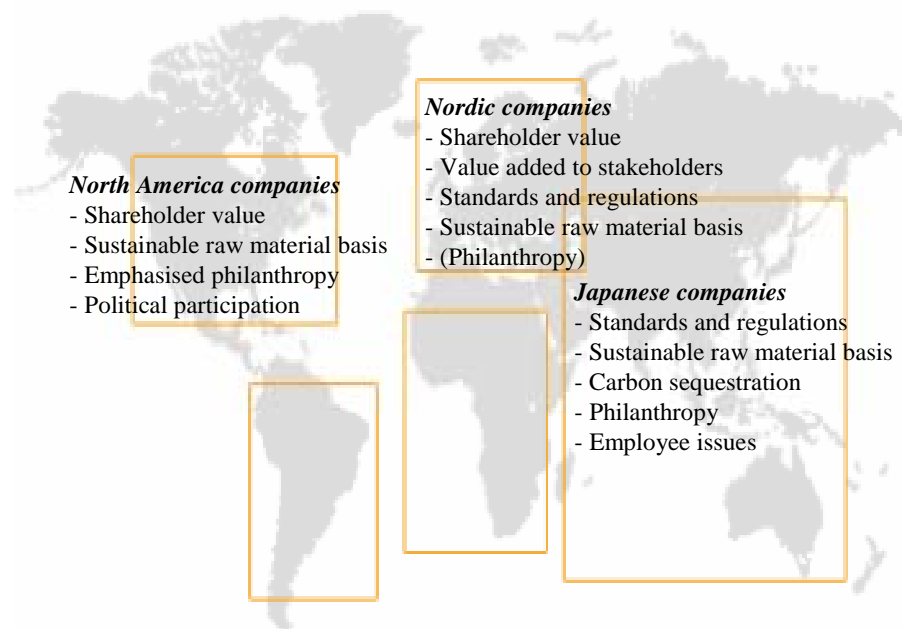 Nordic companies
- Shareholder value
- Value added to stakeholders
- Standards and regulations
- Sustainable raw material basis
- (Philanthropy)
North America companies
- Shareholder value
- Sustainable raw material basis
- Emphasised philanthropy
- Political participation
Japanese companies
- Standards and regulations
- Sustainable raw material basis
- Carbon sequestration
- Philanthropy
- Employee issues